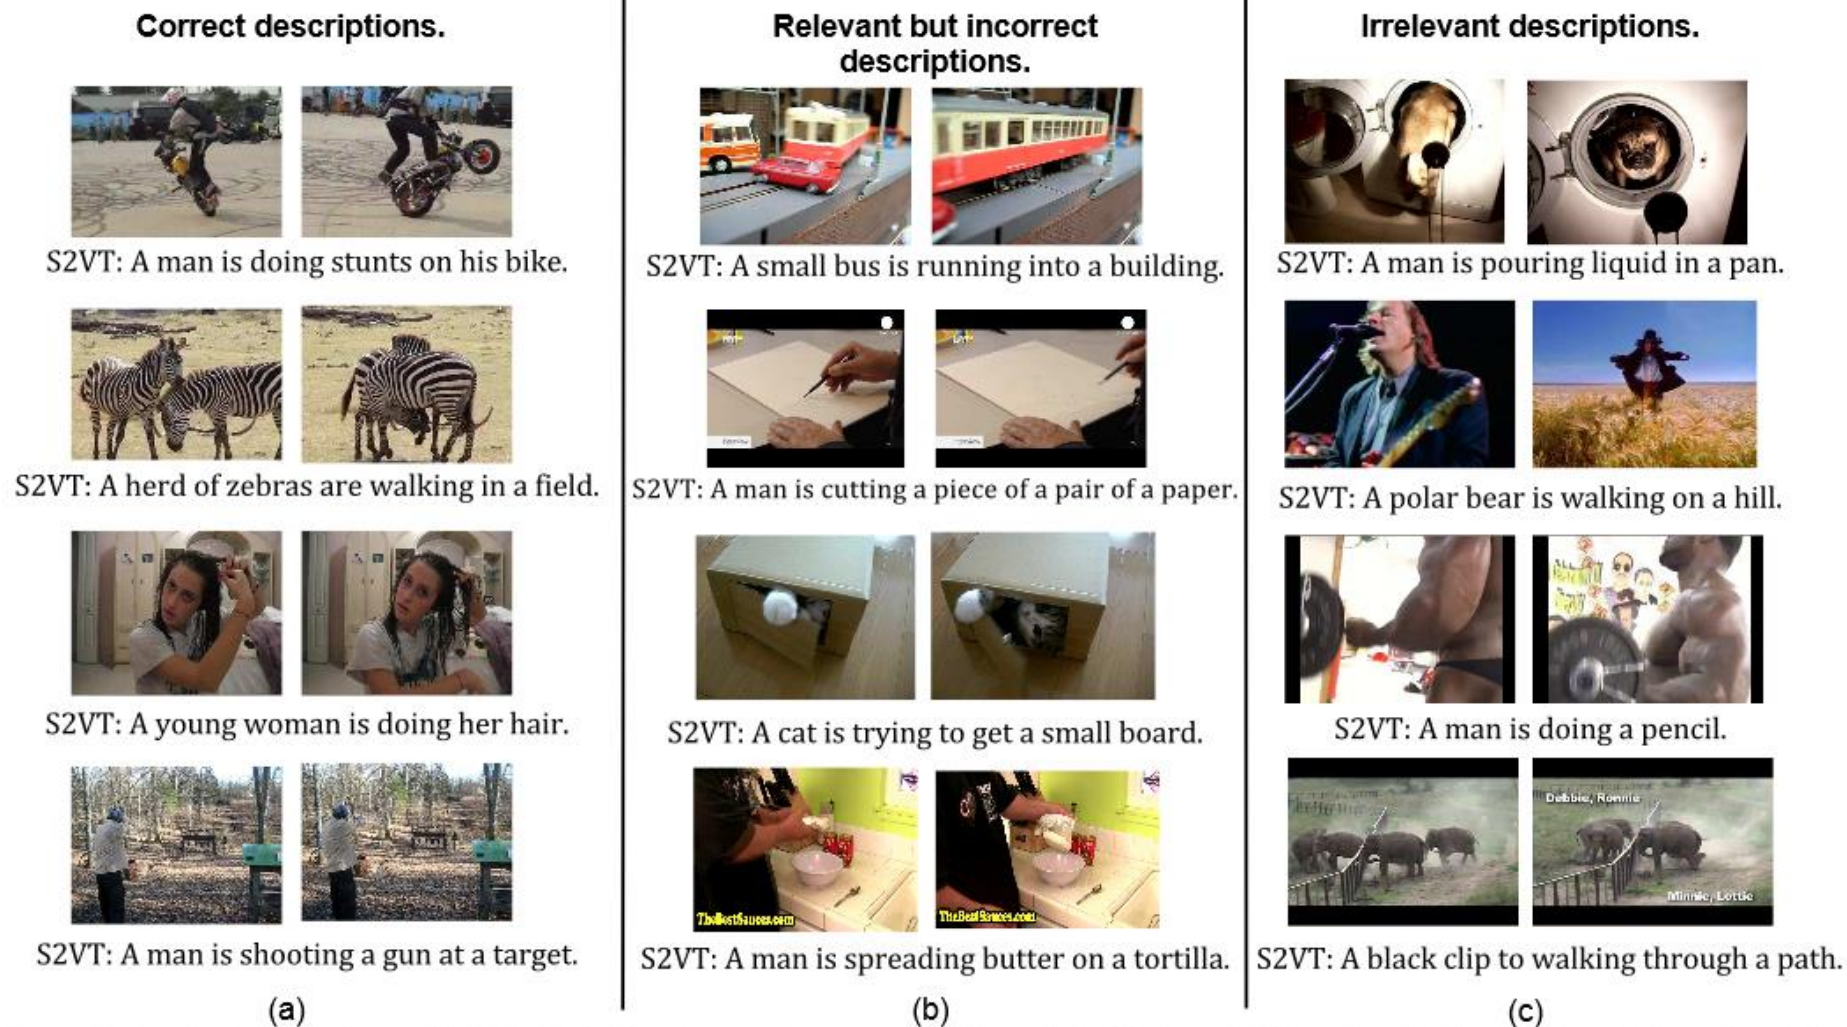 Correct descriptions.
S2VT: A man is doing stunts on his bike.
S2VT: A herd of zebras are walking in a field.
S2VT: A young woman is doing her hair.
S2VT: A man is shooting a gun at a target.
(a)
Relevant but incorrect
descriptions.
S2VT: A small bus is running into a building.
S2VT: A man is cutting a piece of a pair of a paper.
S2VT: A cat is trying to get a small board.
TheBestSauces.com
TheBestSauces.com
S2VT: A man is spreading butter on a tortilla.
(b)
Irrelevant descriptions.
S2VT: A man is pouring liquid in a pan.
S2VT: A polar bear is walking on a hill.
S2VT: A man is doing a pencil.
Debbie, Ronnie
Minnie, Lottie
S2VT: A black clip to walking through a path.
(c)